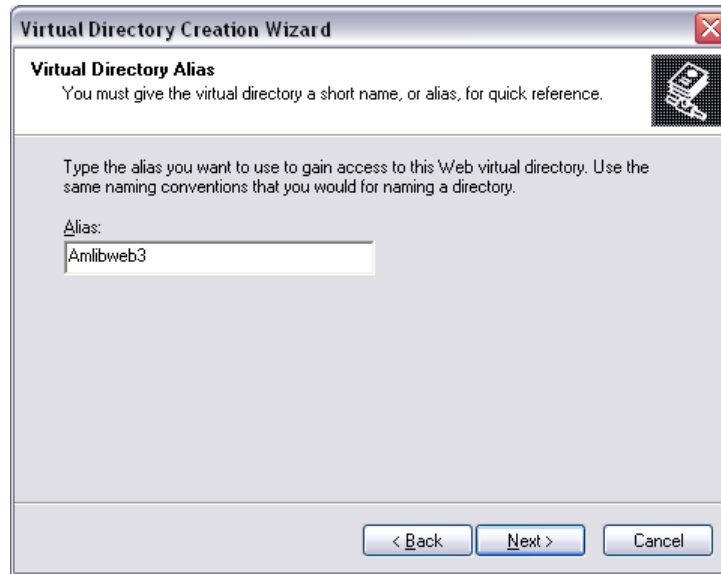 Virtual Directory Creation Wizard
Virtual Directory Alias
You must give the virtual directory a short name, or alias, for quick reference.
Type the alias you want to use to gain access to this Web virtual directory. Use the
same naming conventions that you would for naming a directory.
Alias:
Amlibweb3
< Back Next > Cancel